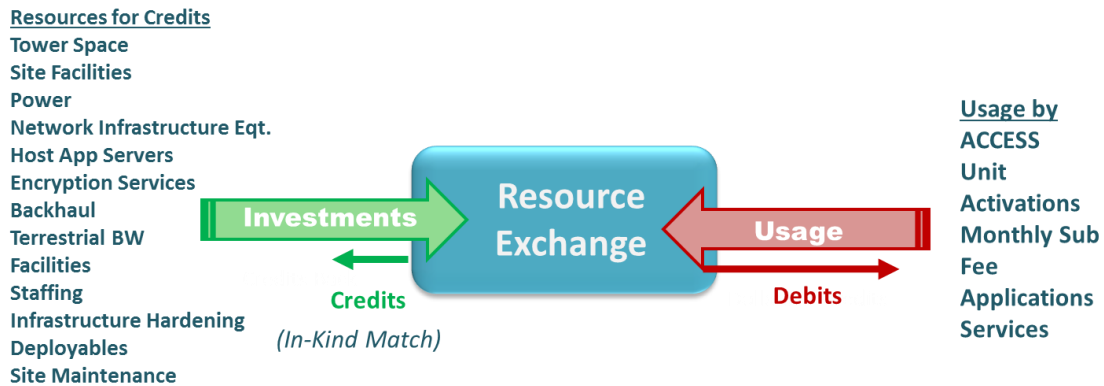 Resources for Credits
Tower Space
Site Facilities
Power
Network Infrastructure Eqt.
Host App Servers
Encryption Services
Backhaul
Terrestrial BW
Facilities
Staffing
Infrastructure Hardening
Deployables
Site Maintenance
Investments
Credits
(In-Kind Match)
Resource
Exchange
Usage
Debits
Usage by
ACCESS
Unit
Activations
Monthly Sub
Fee
Applications
Services